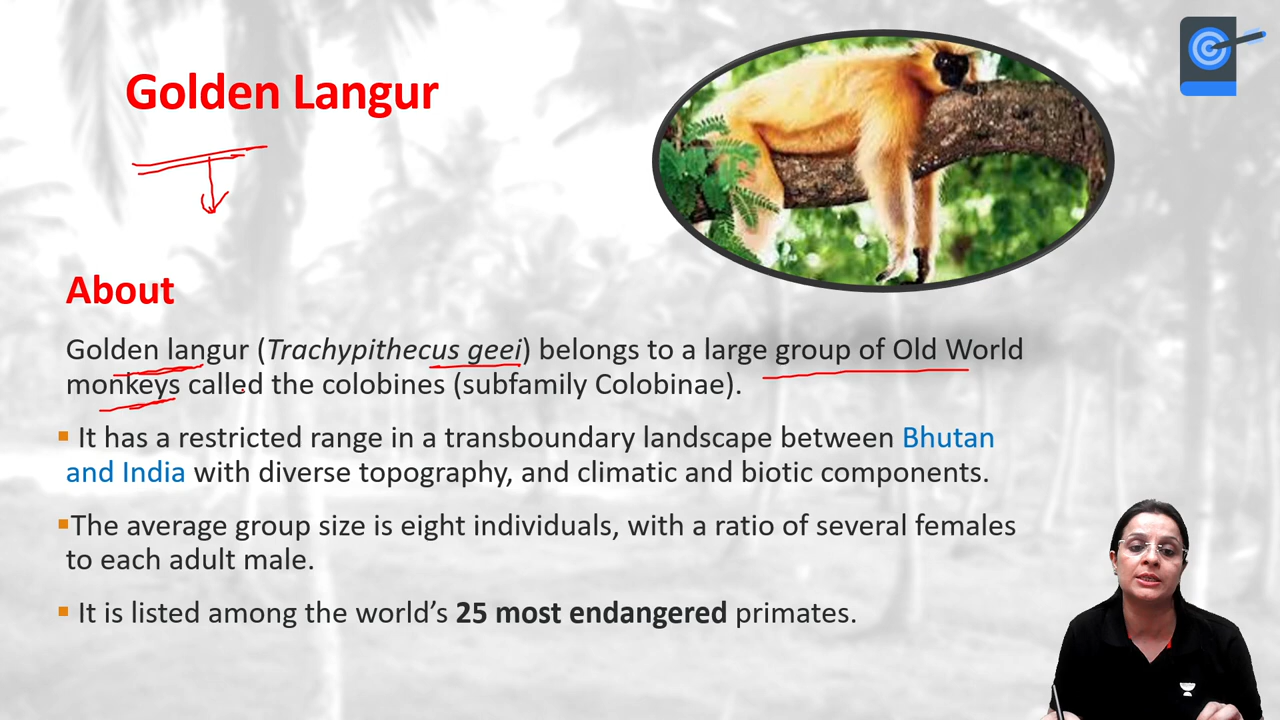 Golden Langur
About
Golden langur (Trachypithecus geei) belongs to a large group of Old World
monkeys called the colobines (subfamily Colobinae).
▪ It has a restricted range in a transboundary landscape between Bhutan
and India with diverse topography, and climatic and biotic components.
▪The average group size is eight individuals, with a ratio of several females
to each adult male.
▪ It is listed among the world’s 25 most endangered primates.